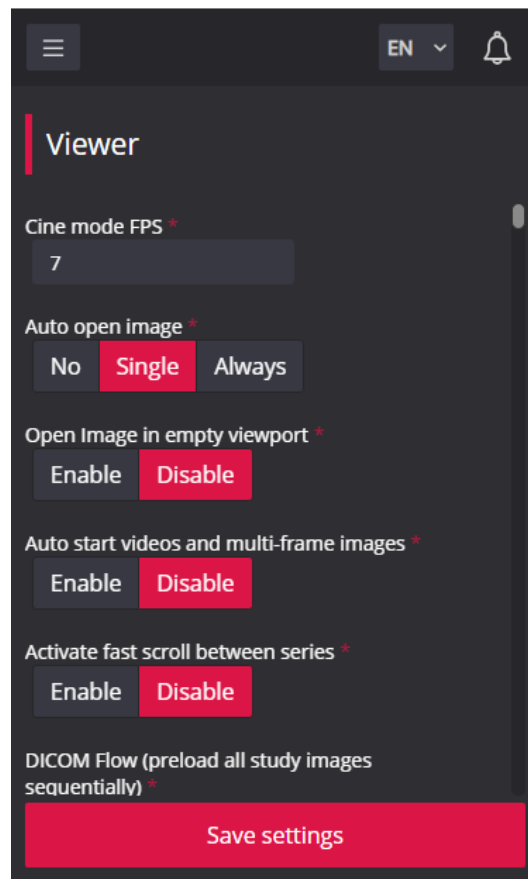 EN
Viewer
Cine mode FPS *
7
Auto open image *
No Single Always
Open Image in empty viewport *
Enable Disable
Auto start videos and multi-frame images *
Enable Disable
Activate fast scroll between series *
Enable Disable
DICOM Flow (preload all study images
sequentially) *
Save settings